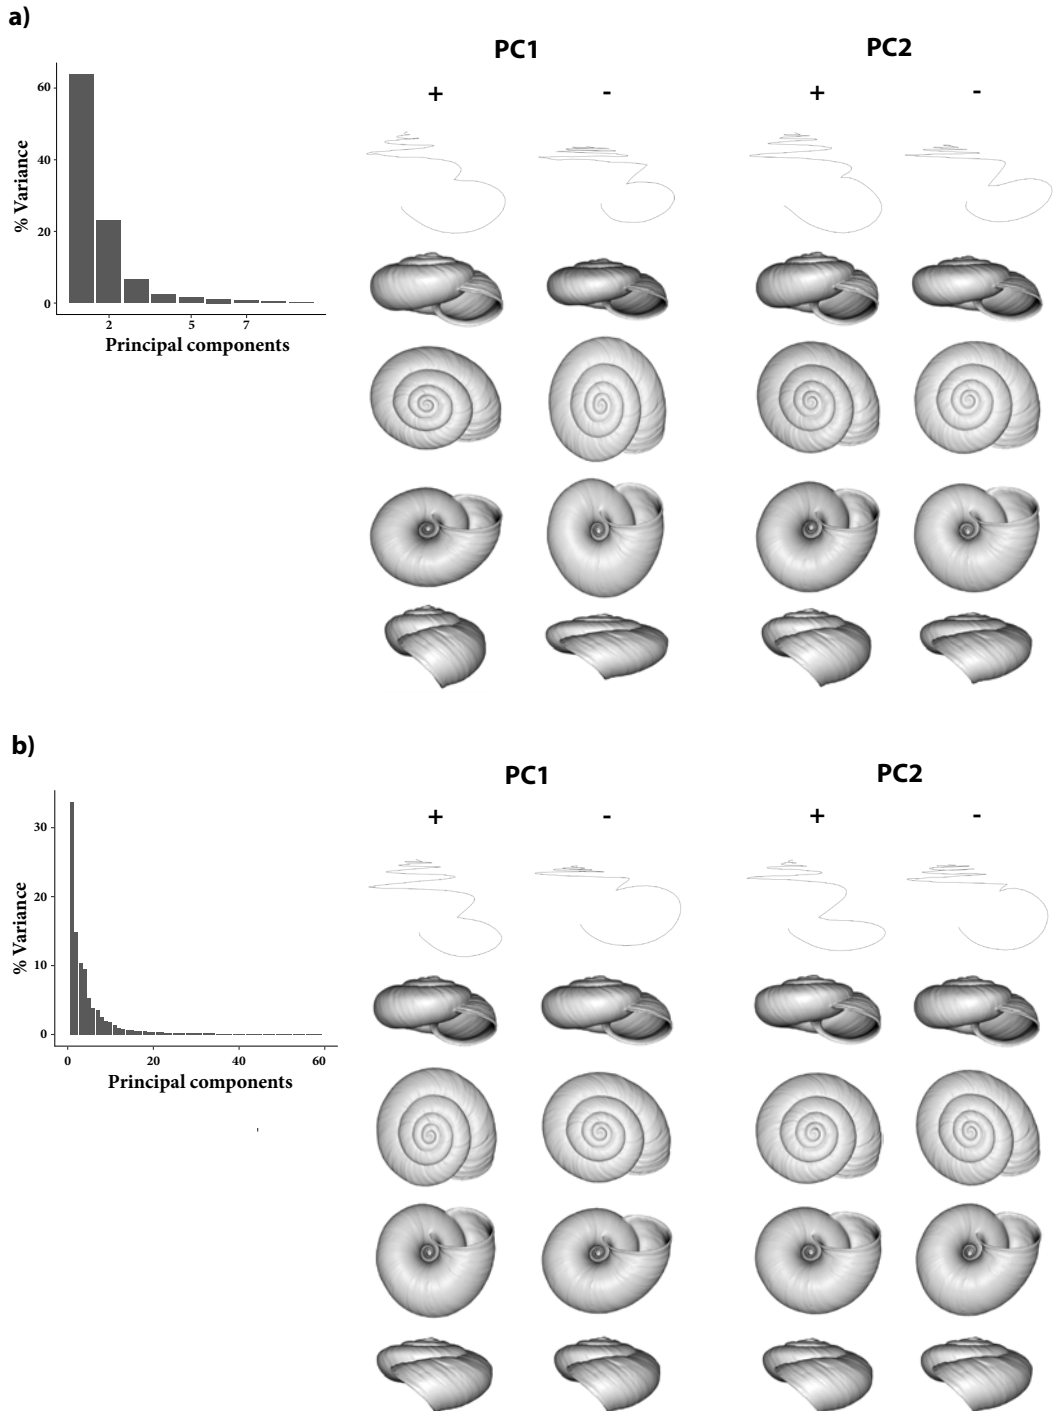 a)
PC1 PC2
+ - + -
60
40
20
0
% Variance
2 5 7
Principal components
b)
PC1 PC2
+ - + -
30
20
10
0
% Variance
0 20 40 60
Principal components